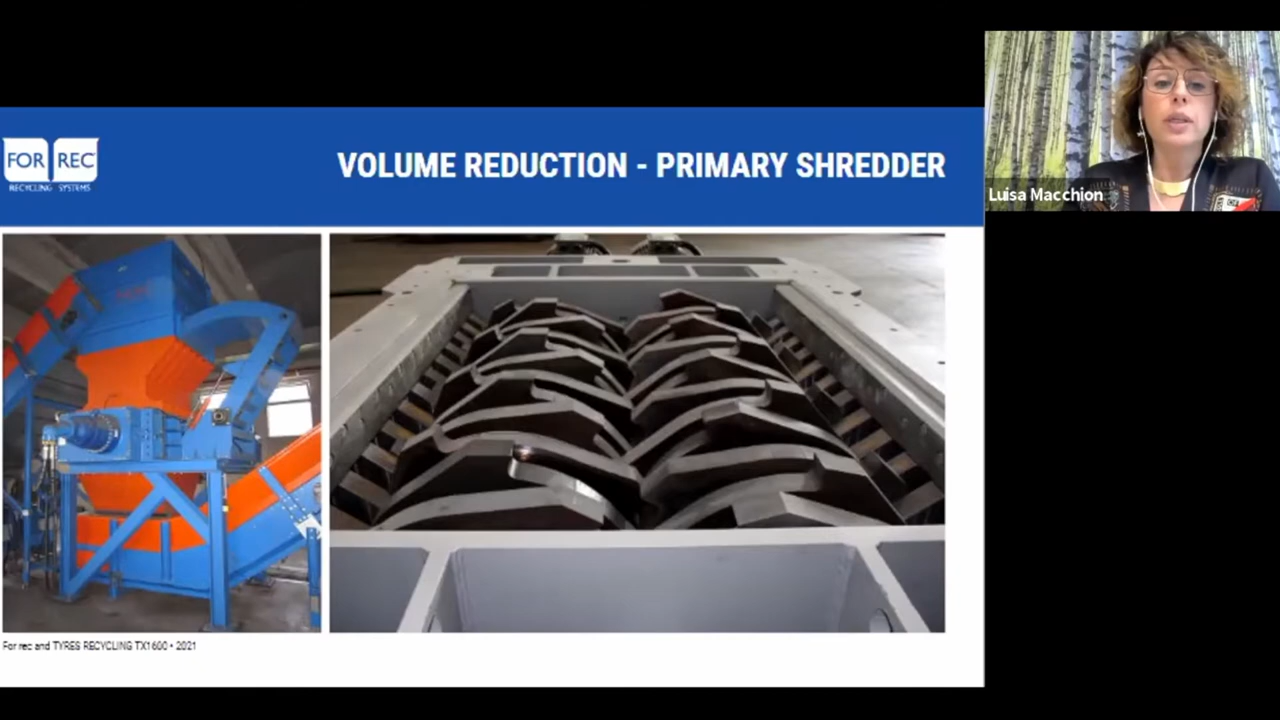 FOR REC
RECYCLING SYSTEMS
VOLUME REDUCTION - PRIMARY SHREDDER
Luisa Macchion
For rec and TYRES RECYCLING TX1600 • 2021